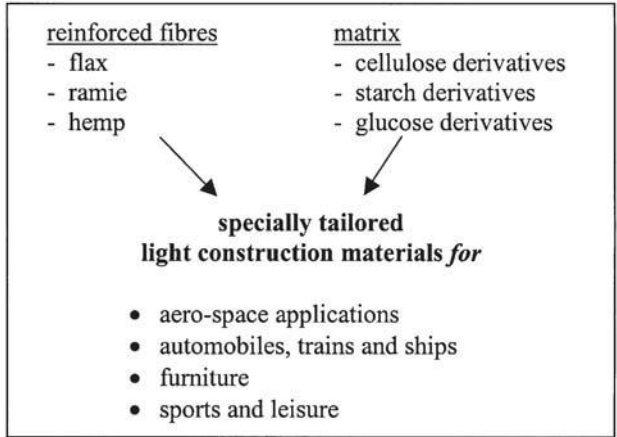 reinforced fibres
- flax
- ramie
- hemp
matrix
- cellulose derivatives
- starch derivatives
- glucose derivatives
specially tailored
light construction materials for
• aero-space applications
• automobiles, trains and ships
• furniture
• sports and leisure